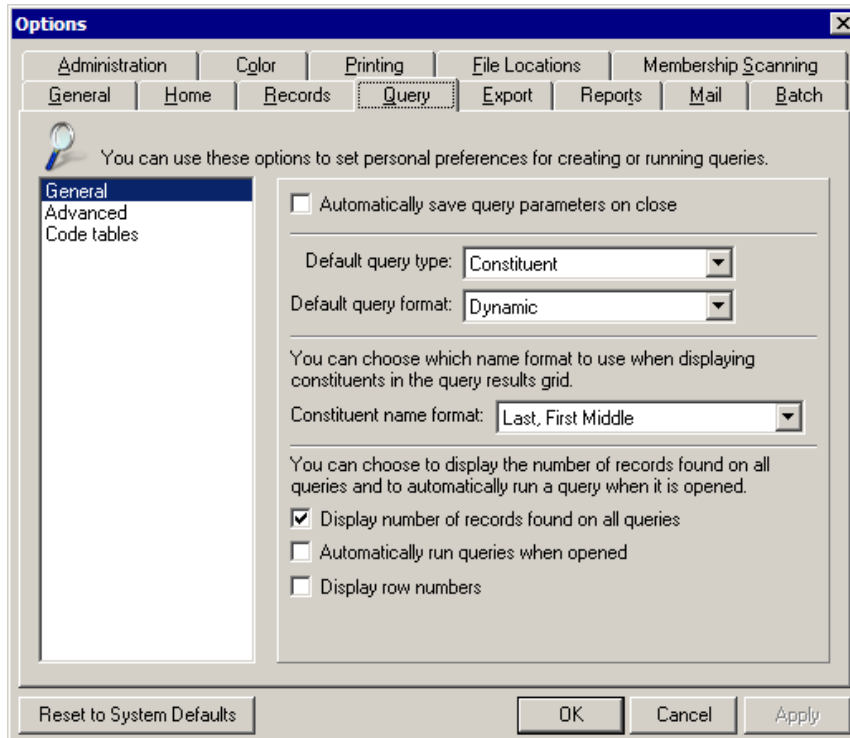 Options
Administration Color Printing File Locations Membership Scanning
General Home Records Query Export Reports Mail Batch
You can use these options to set personal preferences for creating or running queries.
General
Advanced
Code tables
Automatically save query parameters on close
Default query type: Constituent
Default query format: Dynamic
You can choose which name format to use when displaying
constituents in the query results grid.
Constituent name format: Last, First Middle
You can choose to display the number of records found on all
queries and to automatically run a query when it is opened.
Display number of records found on all queries
Automatically run queries when opened
Display row numbers
Reset to System Defaults OK Cancel Apply